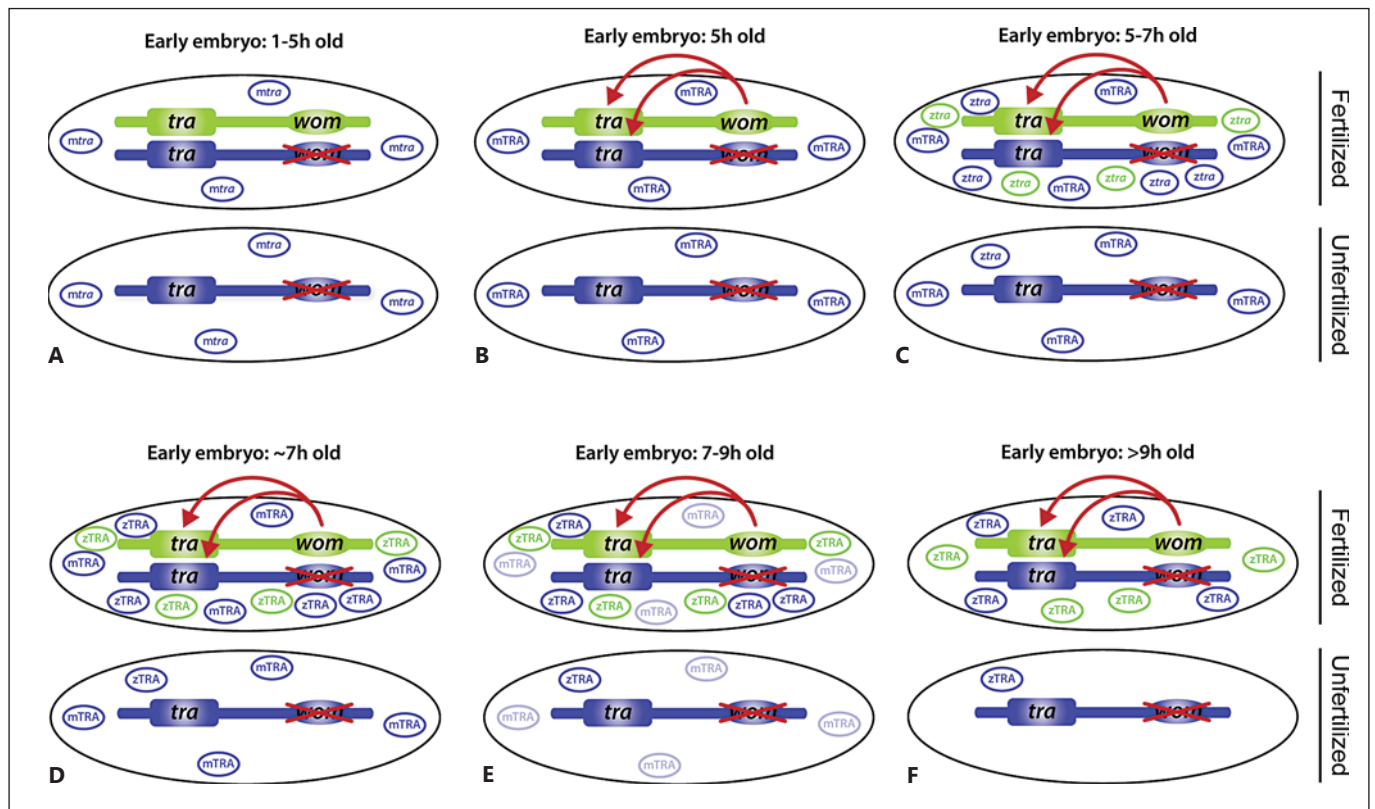 Early embryo: 1-5h old
Early embryo: 5h old
Early embryo: 5-7h old
mtra
tra wom
mtra mtra
tra wom
mtra
mTRA
tra wom
mTRA mTRA
tra wom
mTRA
ztra mTRA
ztra tra wom ztra
mTRA mTRA
tra wom
ztra ztra mTRA ztra ztra ztra
Fertilized
mtra
tra wom
mtra mtra
mtra
A
mTRA
tra wom
mTRA mTRA
mTRA
B
ztra mTRA
tra wom
mTRA mTRA
mTRA
C
Unfertilized
Early embryo: ~7h old
Early embryo: 7-9h old
Early embryo: >9h old
zTRA mTRA
zTRA tra wom zTRA
mTRA mTRA
tra wom
zTRA zTRA mTRA zTRA zTRA zTRA
zTRA mTRA
zTRA tra wom zTRA
mTRA mTRA
tra wom
zTRA zTRA mTRA zTRA zTRA zTRA
zTRA zTRA
tra wom
zTRA zTRA
tra wom
zTRA zTRA zTRA zTRA
Fertilized
zTRA mTRA
tra wom
mTRA mTRA
mTRA
D
zTRA mTRA
tra wom
mTRA mTRA
mTRA
E
zTRA
tra wom
F
Unfertilized